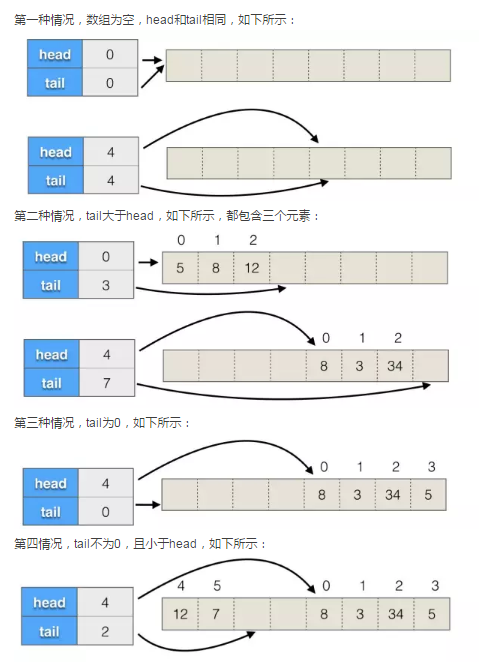 第一种情况，数组为空，head和tail相同，如下所示：
head 0
tail 0
head 4
tail 4
第二种情况，tail大于head，如下所示，都包含三个元素：
0 1 2
head 0
5 8 12
tail 3
0 1 2
head 4
8 3 34
tail 7
第三种情况，tail为0，如下所示：
0 1 2 3
head 4
8 3 34 5
tail 0
第四情况，tail不为0，且小于head，如下所示：
4 5 0 1 2 3
head 4
12 7 8 3 34 5
tail 2